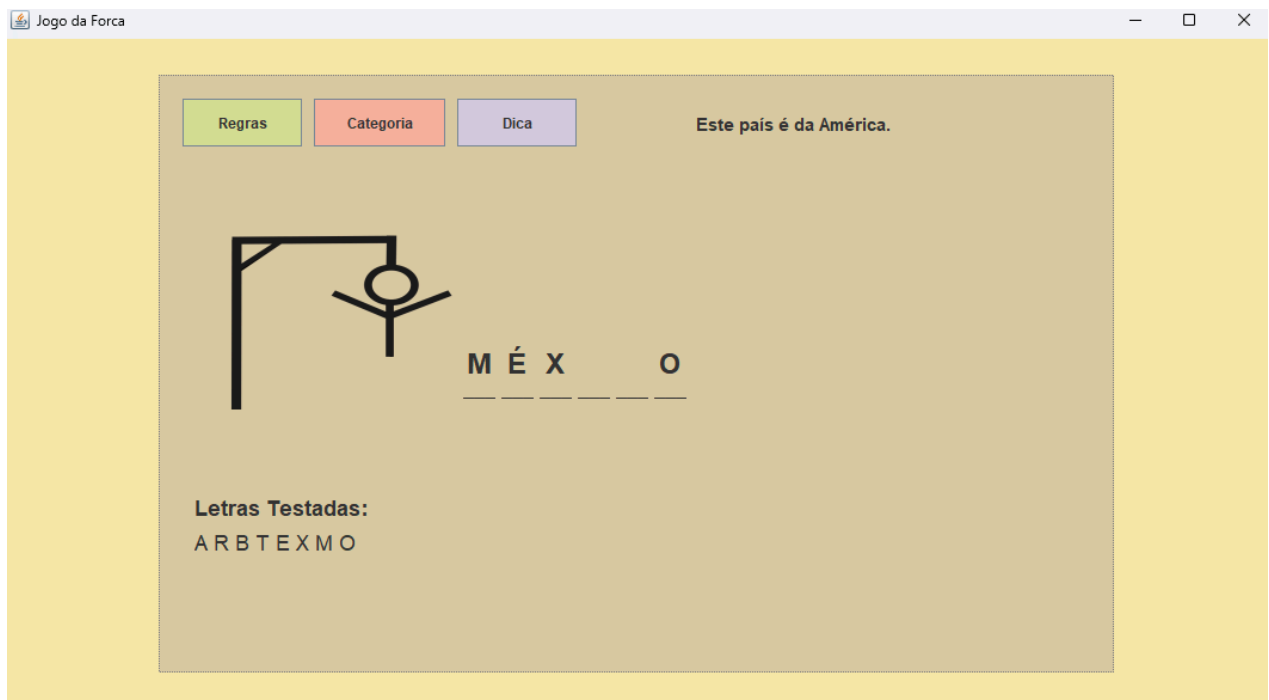 Jogo da Forca
Regras Categoria Dica Este país é da América.
M É X O
Letras Testadas:
A R B T E X M O